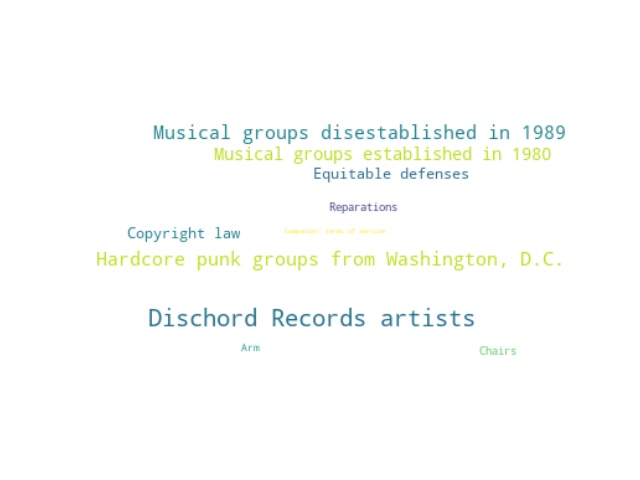 Musical groups disestablished in 1989
Musical groups established in 1980
Equitable defenses
Reparations
Copyright law
Companies' terms of service
Hardcore punk groups from Washington, D.C.
Dischord Records artists
Arm
Chairs